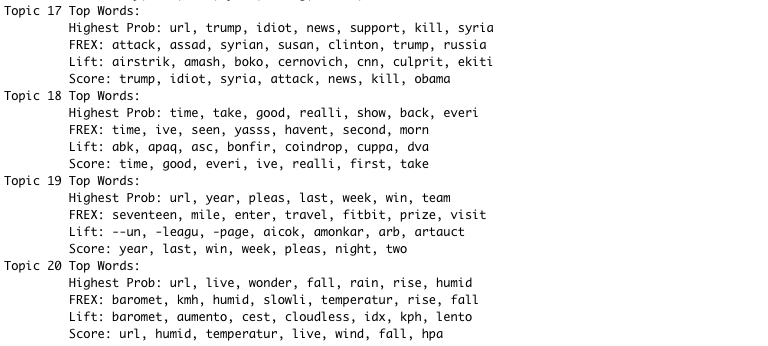 Topic 17 Top Words:
Highest Prob: url, trump, idiot, news, support, kill, syria
FREX: attack, assad, syrian, susan, clinton, trump, russia
Lift: airstrik, amash, boko, cernovich, cnn, culprit, ekiti
Score: trump, idiot, syria, attack, news, kill, obama
Topic 18 Top Words:
Highest Prob: time, take, good, realli, show, back, everi
FREX: time, ive, seen, yasss, havent, second, morn
Lift: abk, apaq, asc, bonfir, coindrop, cuppa, dva
Score: time, good, everi, ive, realli, first, take
Topic 19 Top Words:
Highest Prob: url, year, pleas, last, week, win, team
FREX: seventeen, mile, enter, travel, fitbit, prize, visit
Lift: --un, -leagu, -page, aicok, amonkar, arb, artauct
Score: year, last, win, week, pleas, night, two
Topic 20 Top Words:
Highest Prob: url, live, wonder, fall, rain, rise, humid
FREX: baromet, kmh, humid, slowli, temperatur, rise, fall
Lift: baromet, aumento, cest, cloudless, idx, kph, lento
Score: url, humid, temperatur, live, wind, fall, hpa